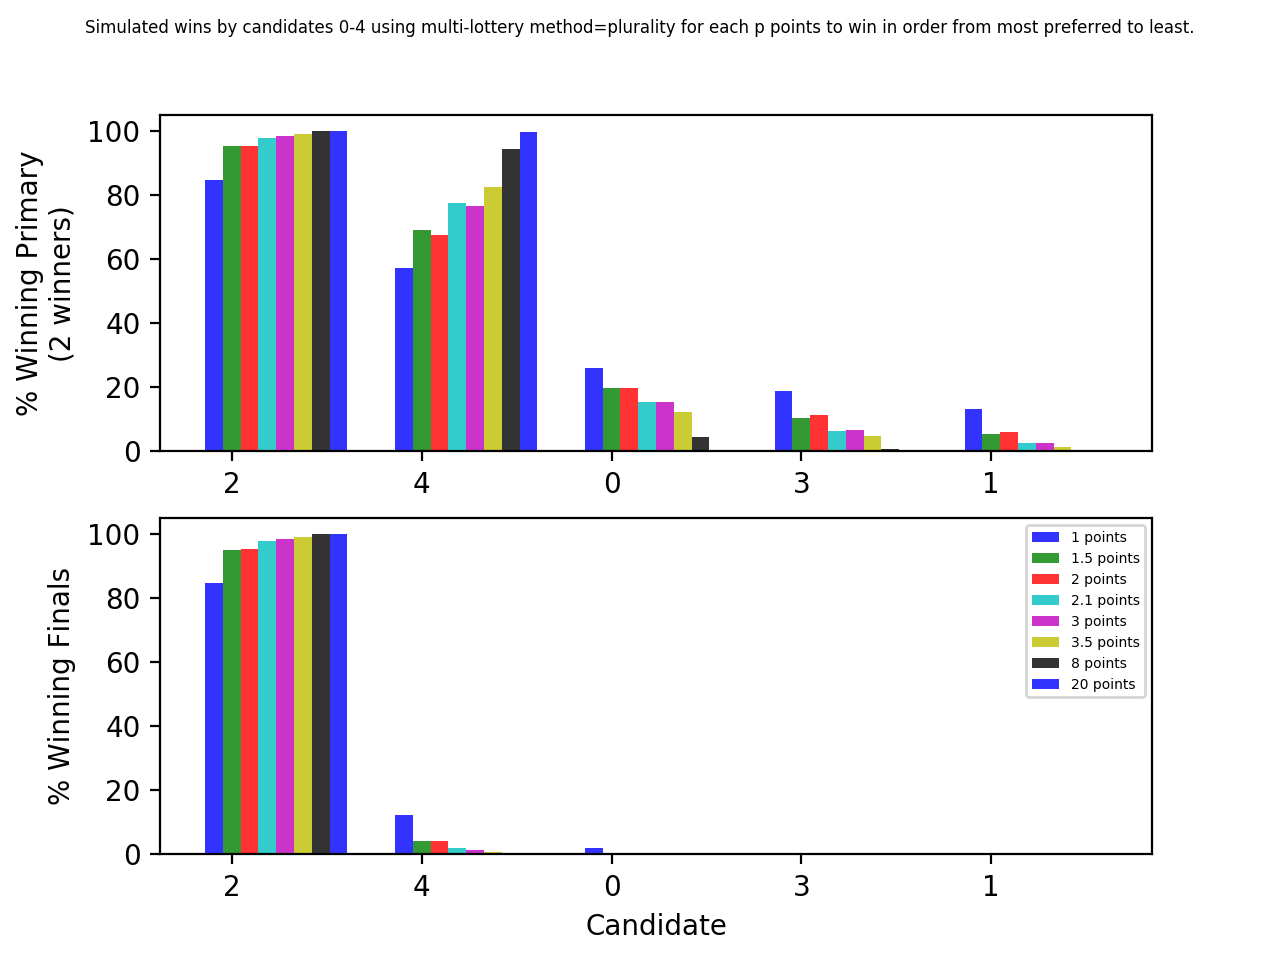 Simulated wins by candidates 0-4 using multi-lottery method=plurality for each p points to win in order from most preferred to least.
% Winning Primary
(2 winners)
100
80
60
40
20
0
2 4 0 3 1
% Winning Finals
100
80
60
40
20
0
1 points
1.5 points
2 points
2.1 points
3 points
3.5 points
8 points
20 points
2 4 0 3 1
Candidate